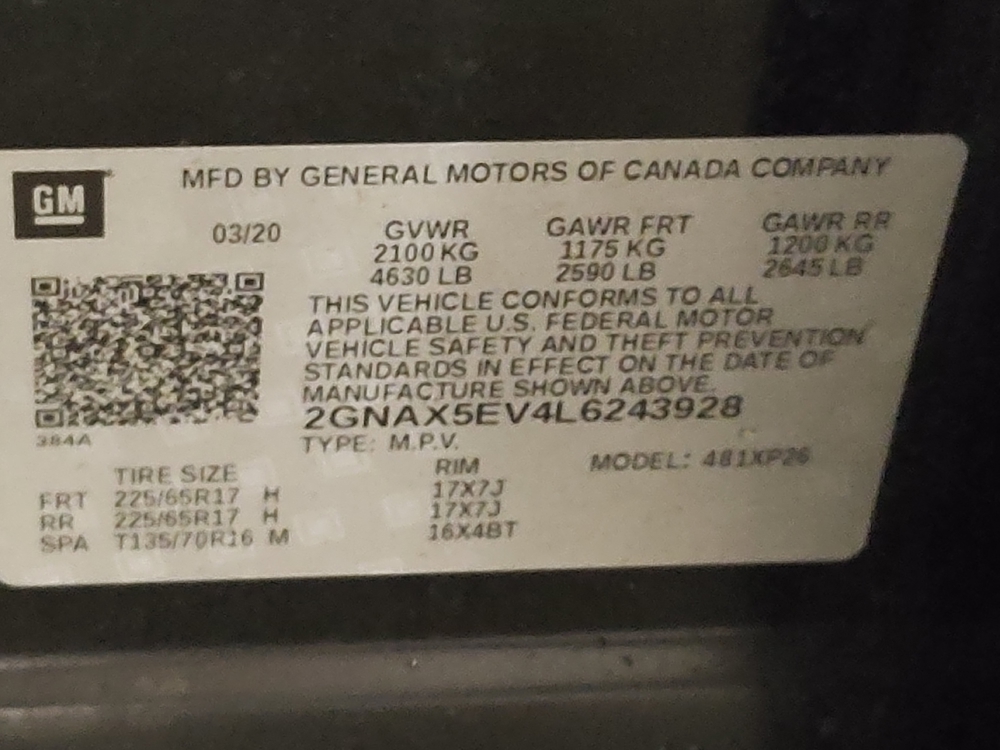 GM
MFD BY GENERAL MOTORS OF CANADA COMPANY
03/20 GVWR GAWR FRT GAWR RR
2100 KG 1175 KG 1200 KG
4630 LB 2590 LB 2645 LB
THIS VEHICLE CONFORMS TO ALL
APPLICABLE U.S. FEDERAL MOTOR
VEHICLE SAFETY AND THEFT PREVENTION
STANDARDS IN EFFECT ON THE DATE OF
MANUFACTURE SHOWN ABOVE.
2GNAX5EV4L6243928
384A
TYPE: M.P.V.
MODEL: 481XP26
TIRE SIZE RIM
FRT 225/65R17 H 17X7J
RR 225/65R17 H 17X7J
SPA T135/70R16 M 16X4BT